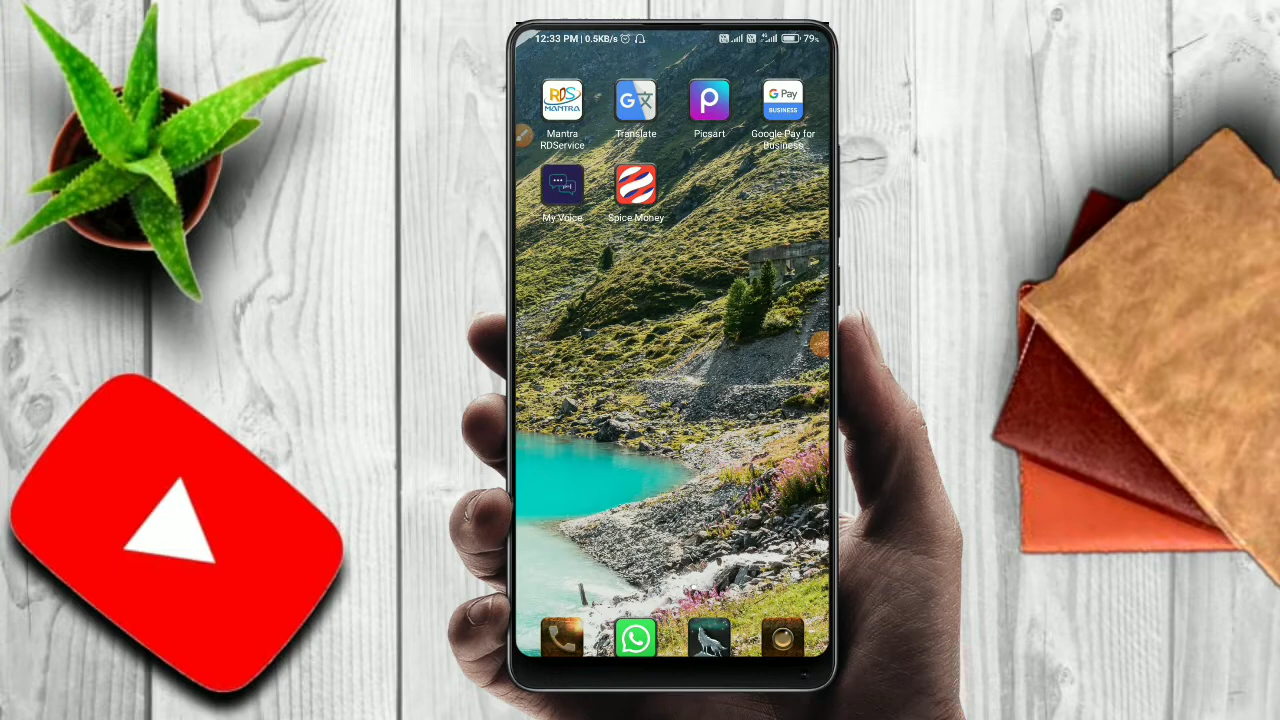 12:33 PM | 0.5KB/s
79%
RDS
MANTRA
G Pay
BUSINESS
Mantra
RDService
Translate
Picsart
Google Pay for
Business
My Voice
Spice Money